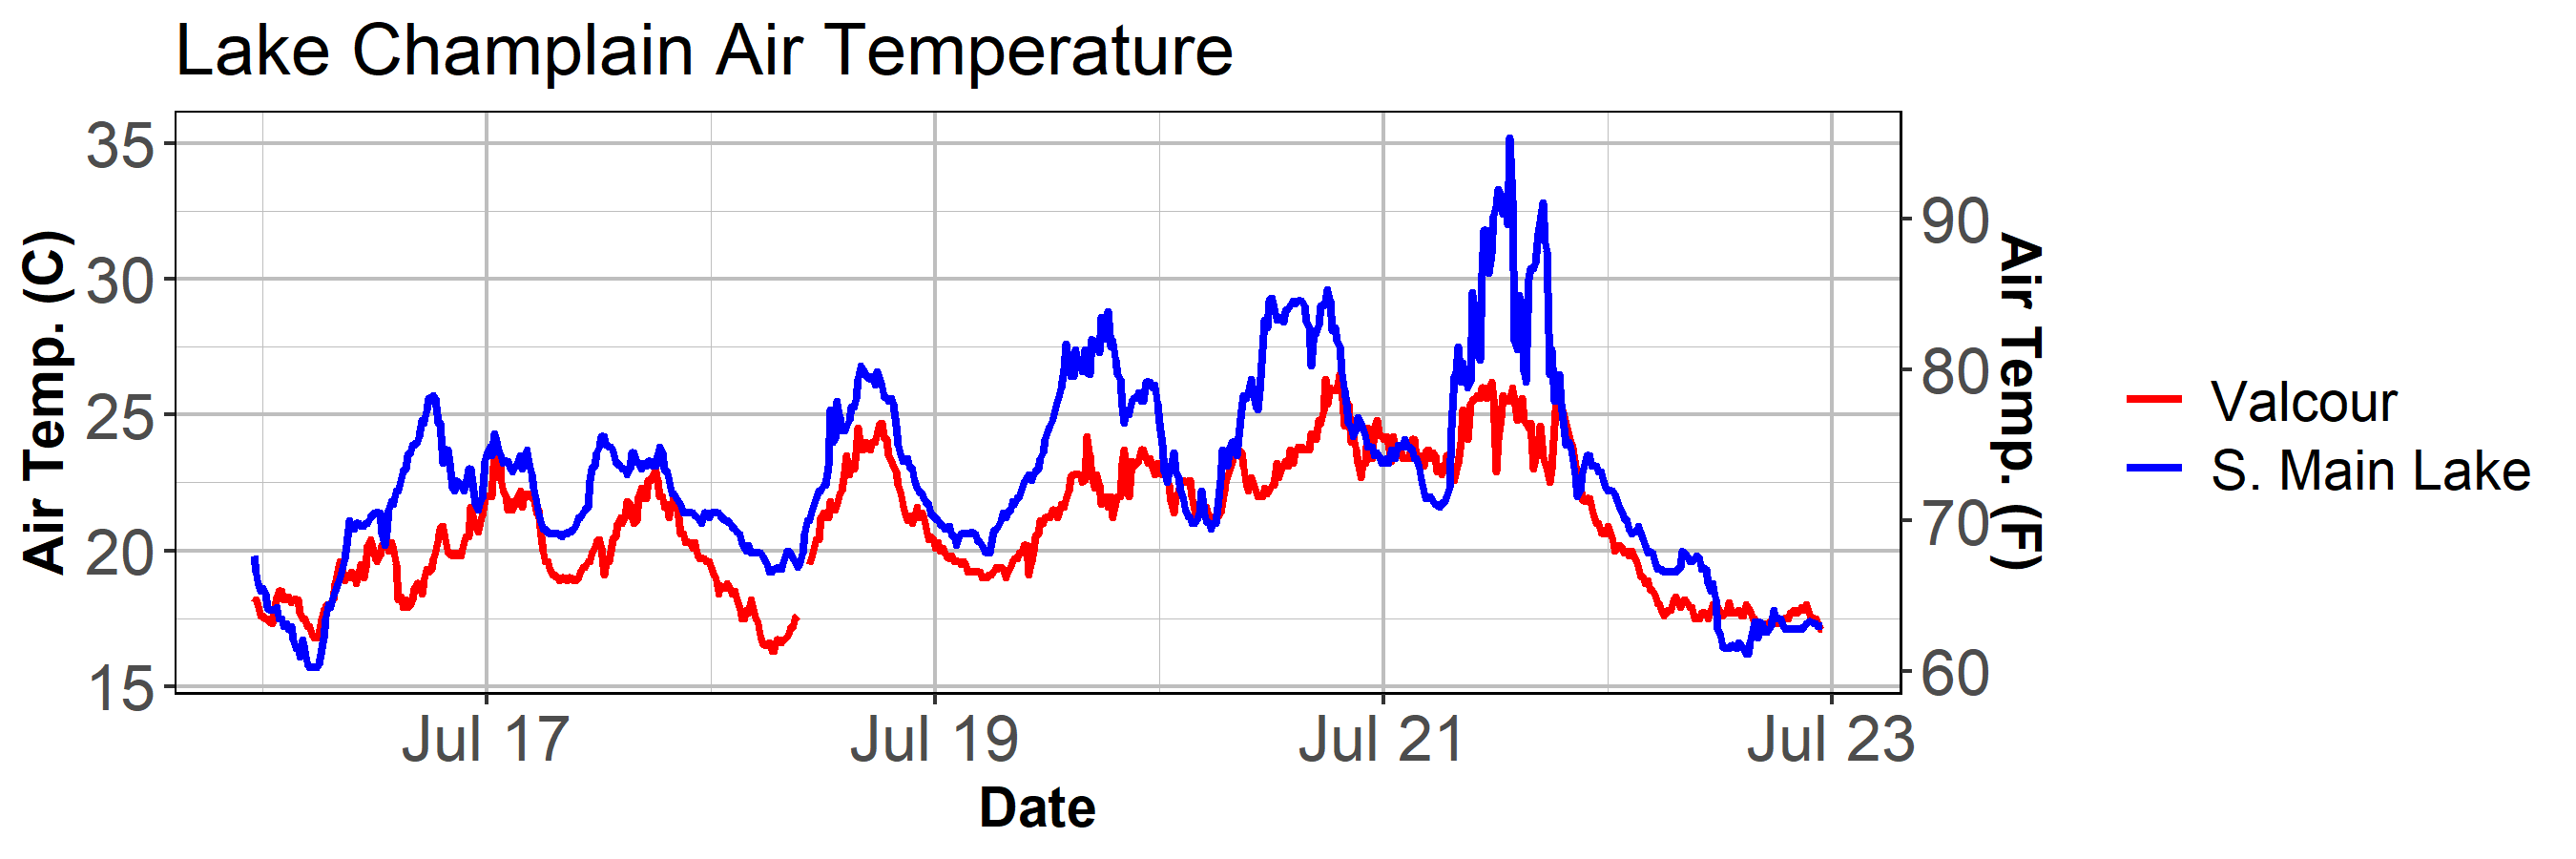 Lake Champlain Air Temperature
Air Temp. (C)
35
30
25
20
15
90
80
70
60
Air Temp. (F)
Jul 17
Jul 19
Jul 21
Jul 23
Date
Valcour
S. Main Lake